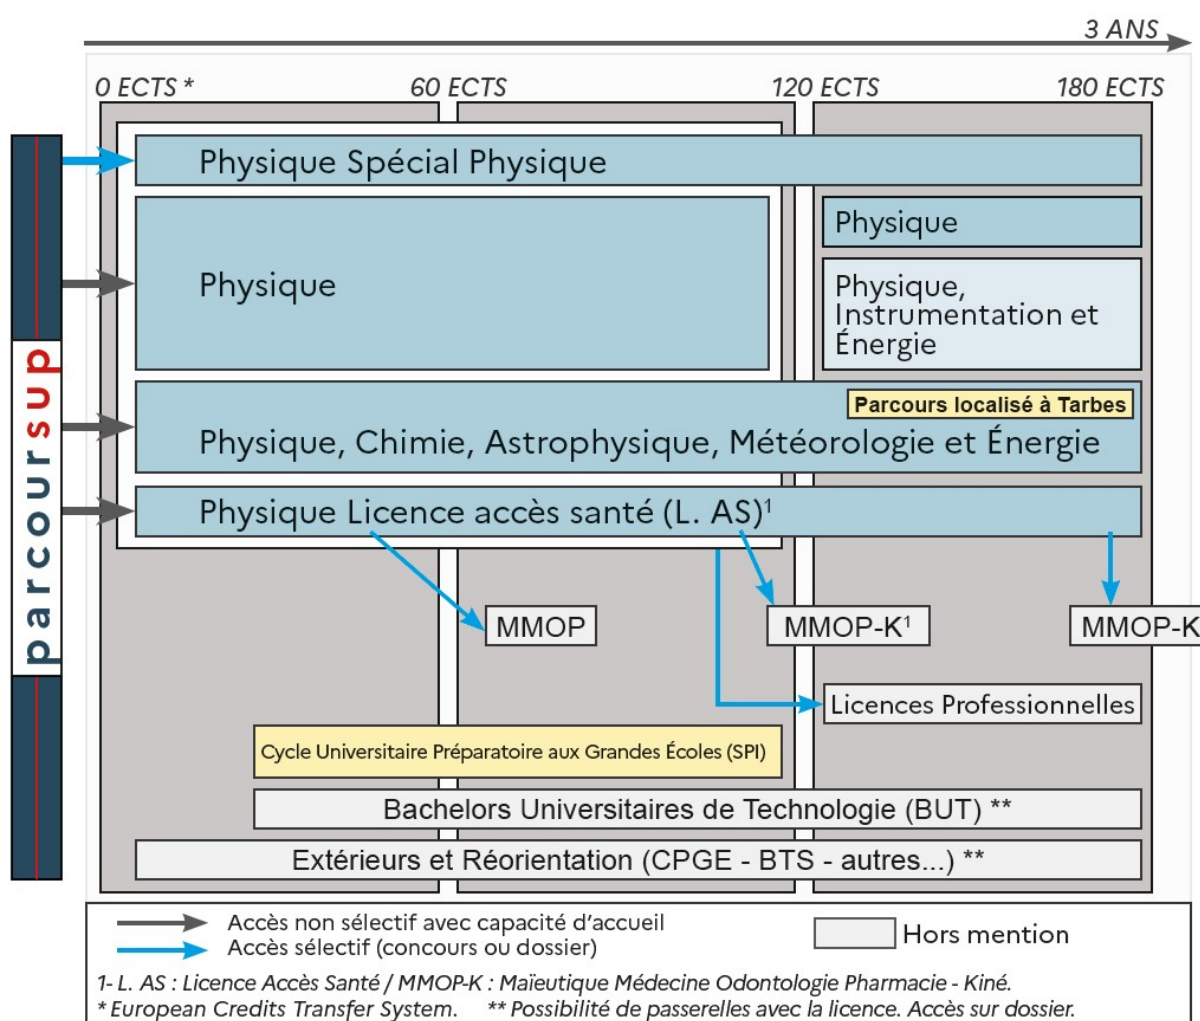 3 ANS
0 ECTS *
60 ECTS
120 ECTS
180 ECTS
parcoursup
Physique Spécial Physique
Physique
Physique
Physique,
Instrumentation et
Énergie
Parcours localisé à Tarbes
Physique, Chimie, Astrophysique, Météorologie et Énergie
Physique Licence accès santé (L. AS)¹
MMOP
MMOP-K¹
MMOP-K
Licences Professionnelles
Cycle Universitaire Préparatoire aux Grandes Écoles (SPI)
Bachelors Universitaires de Technologie (BUT) **
Extérieurs et Réorientation (CPGE - BTS - autres...) **
Accès non sélectif avec capacité d'accueil
Accès sélectif (concours ou dossier)
Hors mention
1- L. AS : Licence Accès Santé / MMOP-K : Maïeutique Médecine Odontologie Pharmacie - Kiné.
* European Credits Transfer System. ** Possibilité de passerelles avec la licence. Accès sur dossier.